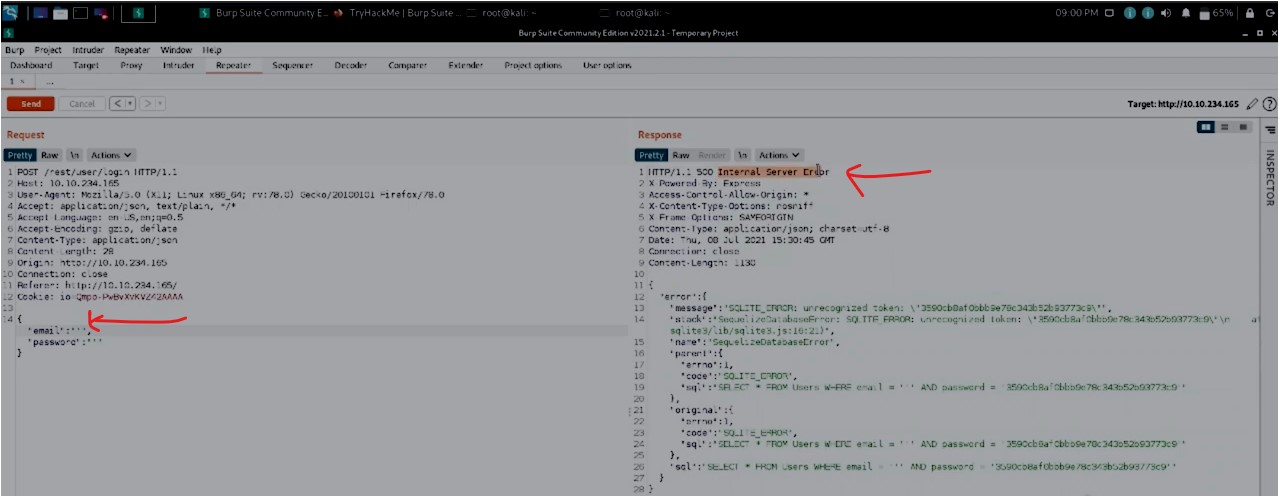 Burp Suite Community E...
TryHackMe | Burp Suite ...
root@kali: ~
root@kali: ~
09:00 PM
65%
Burp Suite Community Edition v2021.2.1 - Temporary Project
Burp Project Intruder Repeater Window Help
Dashboard Target Proxy Intruder Repeater Sequencer Decoder Comparer Extender Project options User options
1 × ...
Send Cancel < >
Target: http://10.10.234.165
Request
Pretty Raw \n Actions
1 POST /rest/user/login HTTP/1.1
2 Host: 10.10.234.165
3 User-Agent: Mozilla/5.0 (X11; Linux x86_64; rv:78.0) Gecko/20100101 Firefox/78.0
4 Accept: application/json, text/plain, */*
5 Accept-Language: en-US,en;q=0.5
6 Accept-Encoding: gzip, deflate
7 Content-Type: application/json
8 Content-Length: 28
9 Origin: http://10.10.234.165
10 Connection: close
11 Referer: http://10.10.234.165/
12 Cookie: io=
13
14 {
"email":"'",
"password":"'"
}
Response
Pretty Raw Render \n Actions
INSPECTOR
1 HTTP/1.1 500 Internal Server Error
2 X-Powered-By: Express
3 Access-Control-Allow-Origin: *
4 X-Content-Type-Options: nosniff
5 X-Frame-Options: SAMEORIGIN
6 Content-Type: application/json; charset=utf-8
7 Date: Thu, 08 Jul 2021 15:30:45 GMT
8 Connection: close
9 Content-Length: 1130
10
11 {
12 "error":{
13 "message":"SQLITE_ERROR: unrecognized token: \"3590cb8af0bbb9e78c343b52b93773c9\"",
14 "stack":"SequelizeDatabaseError: SQLITE_ERROR: unrecognized token: \"3590cb8af0bbb9e78c343b52b93773c9\"\n at
sqlite3/lib/sqlite3.js:16:21)",
15 "name":"SequelizeDatabaseError",
16 "parent":{
17 "errno":1,
18 "code":"SQLITE_ERROR",
19 "sql":"SELECT * FROM Users WHERE email = ''' AND password = '3590cb8af0bbb9e78c343b52b93773c9'"
20 },
21 "original":{
22 "errno":1,
23 "code":"SQLITE_ERROR",
24 "sql":"SELECT * FROM Users WHERE email = ''' AND password = '3590cb8af0bbb9e78c343b52b93773c9'"
25 },
26 "sql":"SELECT * FROM Users WHERE email = ''' AND password = '3590cb8af0bbb9e78c343b52b93773c9'"
27 }
28 }